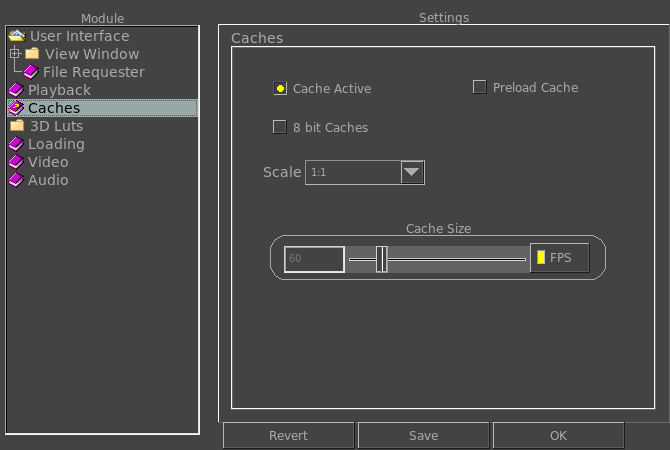 Module
User Interface
View Window
File Requester
Playback
Caches
3D Luts
Loading
Video
Audio
Settings
Caches
Cache Active
Preload Cache
8 bit Caches
Scale 1:1
Cache Size
60 FPS
Revert Save OK